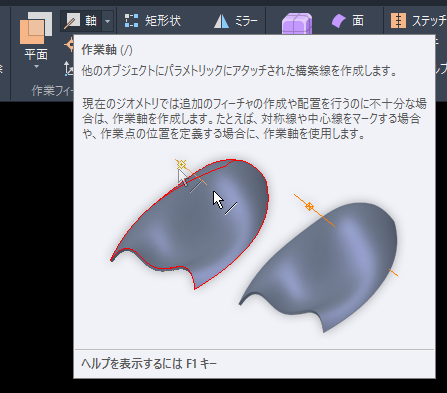 軸
矩形状
ミラー
面
ステッチ
平面
作業フィー
作業軸 (/)
他のオブジェクトにパラメトリックにアタッチされた構築線を作成します。
現在のジオメトリでは追加のフィーチャの作成や配置を行うのに不十分な場
合は、作業軸を作成します。たとえば、対称線や中心線をマークする場合
や、作業点の位置を定義する場合に、作業軸を使用します。
ヘルプを表示するには F1 キー